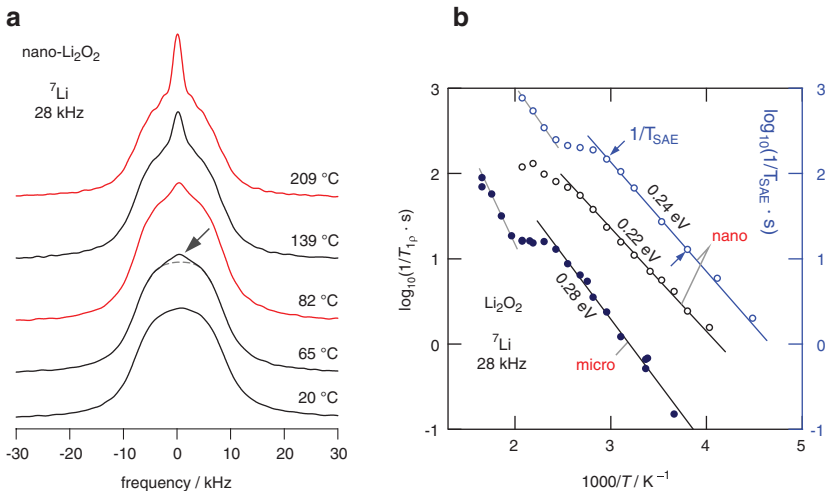 a
nano-Li₂O₂
⁷Li
28 kHz
209 °C
139 °C
82 °C
65 °C
20 °C
-30 -20 -10 0 10 20 30
frequency / kHz
b
3 3
2 2
1 1
0 0
-1 -1
log₁₀(1/T₁ρ · s)
log₁₀(1/T_SAE · s)
1/T_SAE
0.24 eV
0.22 eV
nano
0.28 eV
Li₂O₂
⁷Li
28 kHz
micro
2 3 4 5
1000/T / K⁻¹